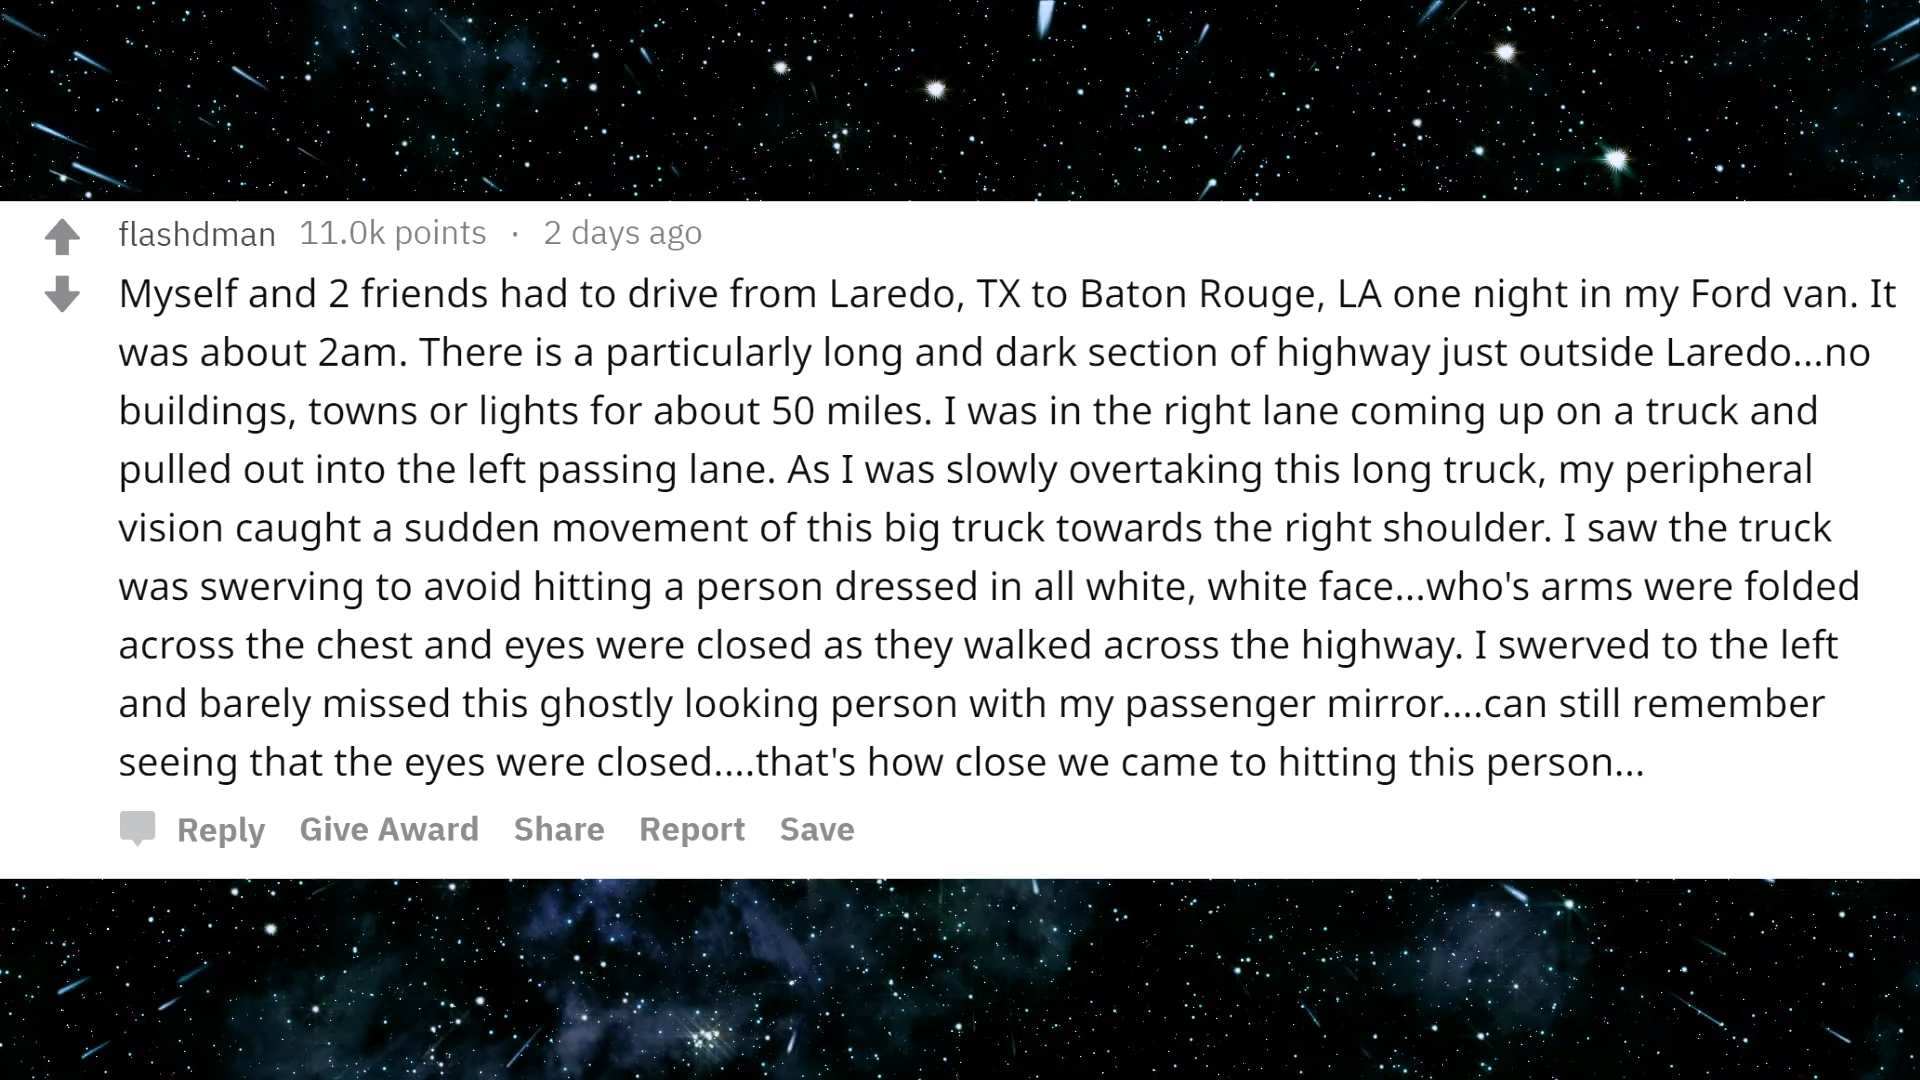 flashdman 11.0k points · 2 days ago
Myself and 2 friends had to drive from Laredo, TX to Baton Rouge, LA one night in my Ford van. It
was about 2am. There is a particularly long and dark section of highway just outside Laredo...no
buildings, towns or lights for about 50 miles. I was in the right lane coming up on a truck and
pulled out into the left passing lane. As I was slowly overtaking this long truck, my peripheral
vision caught a sudden movement of this big truck towards the right shoulder. I saw the truck
was swerving to avoid hitting a person dressed in all white, white face...who's arms were folded
across the chest and eyes were closed as they walked across the highway. I swerved to the left
and barely missed this ghostly looking person with my passenger mirror....can still remember
seeing that the eyes were closed....that's how close we came to hitting this person...
Reply Give Award Share Report Save